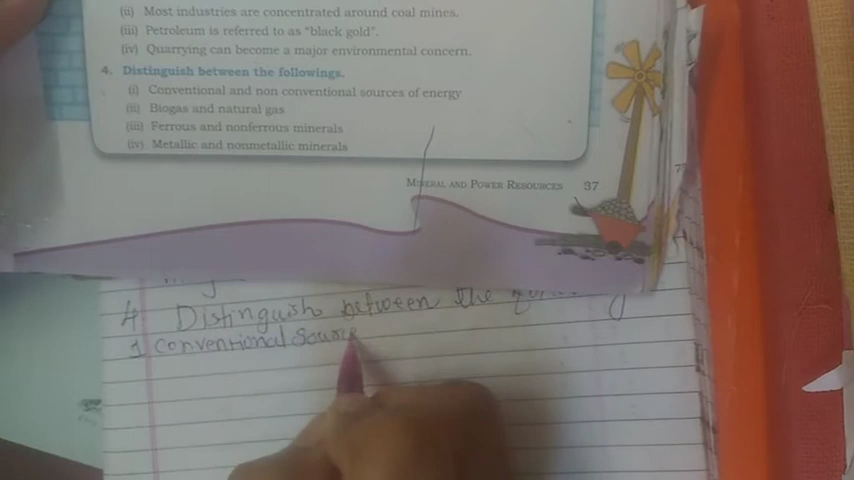 (ii) Most industries are concentrated around coal mines.
(iii) Petroleum is referred to as "black gold".
(iv) Quarrying can become a major environmental concern.
4. Distinguish between the followings.
(i) Conventional and non conventional sources of energy
(ii) Biogas and natural gas
(iii) Ferrous and nonferrous minerals
(iv) Metallic and nonmetallic minerals
MINERAL AND POWER RESOURCES 37
4 Distinguish between the
1 Conventional Source